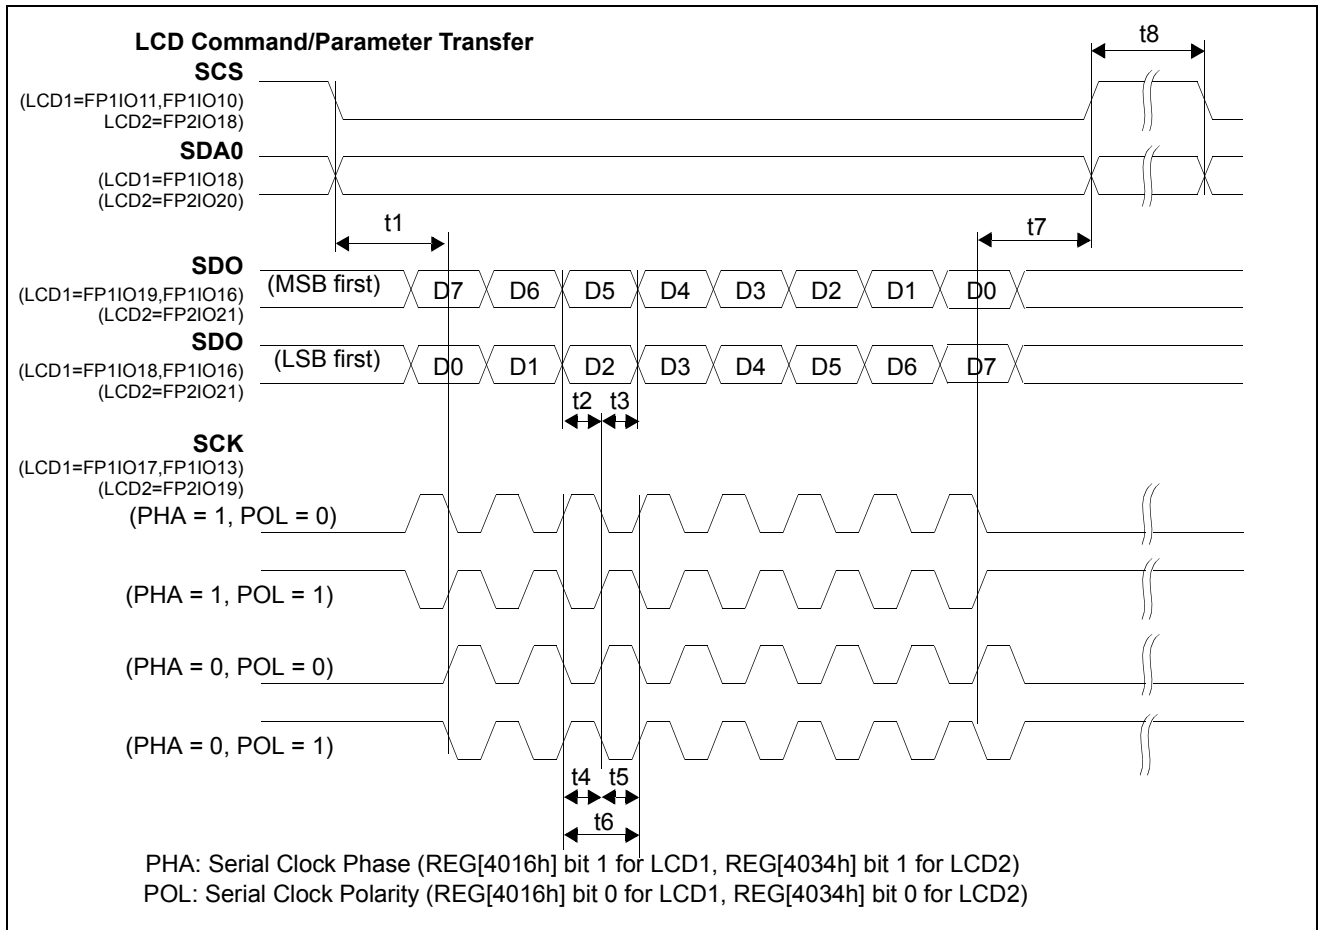 LCD Command/Parameter Transfer
t8
SCS
(LCD1=FP1IO11,FP1IO10)
LCD2=FP2IO18)
SDA0
(LCD1=FP1IO18)
(LCD2=FP2IO20)
t1
t7
SDO
(LCD1=FP1IO19,FP1IO16)
(LCD2=FP2IO21)
(MSB first)
D7 D6 D5 D4 D3 D2 D1 D0
SDO
(LCD1=FP1IO18,FP1IO16)
(LCD2=FP2IO21)
(LSB first)
D0 D1 D2 D3 D4 D5 D6 D7
t2 t3
SCK
(LCD1=FP1IO17,FP1IO13)
(LCD2=FP2IO19)
(PHA = 1, POL = 0)
(PHA = 1, POL = 1)
(PHA = 0, POL = 0)
(PHA = 0, POL = 1)
t4 t5
t6
PHA: Serial Clock Phase (REG[4016h] bit 1 for LCD1, REG[4034h] bit 1 for LCD2)
POL: Serial Clock Polarity (REG[4016h] bit 0 for LCD1, REG[4034h] bit 0 for LCD2)